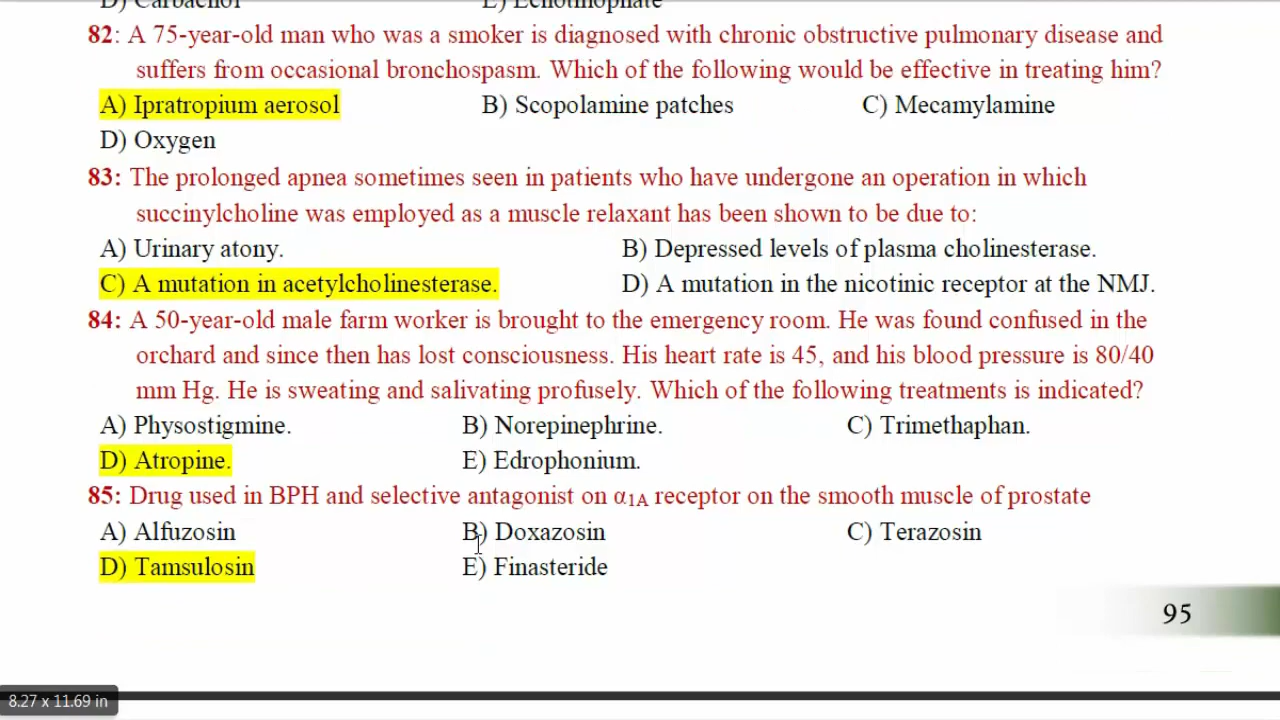 D) Carbachol E) Echothiophate
82: A 75-year-old man who was a smoker is diagnosed with chronic obstructive pulmonary disease and
suffers from occasional bronchospasm. Which of the following would be effective in treating him?
A) Ipratropium aerosol B) Scopolamine patches C) Mecamylamine
D) Oxygen
83: The prolonged apnea sometimes seen in patients who have undergone an operation in which
succinylcholine was employed as a muscle relaxant has been shown to be due to:
A) Urinary atony. B) Depressed levels of plasma cholinesterase.
C) A mutation in acetylcholinesterase. D) A mutation in the nicotinic receptor at the NMJ.
84: A 50-year-old male farm worker is brought to the emergency room. He was found confused in the
orchard and since then has lost consciousness. His heart rate is 45, and his blood pressure is 80/40
mm Hg. He is sweating and salivating profusely. Which of the following treatments is indicated?
A) Physostigmine. B) Norepinephrine. C) Trimethaphan.
D) Atropine. E) Edrophonium.
85: Drug used in BPH and selective antagonist on α1A receptor on the smooth muscle of prostate
A) Alfuzosin B) Doxazosin C) Terazosin
D) Tamsulosin E) Finasteride
95
8.27 x 11.69 in